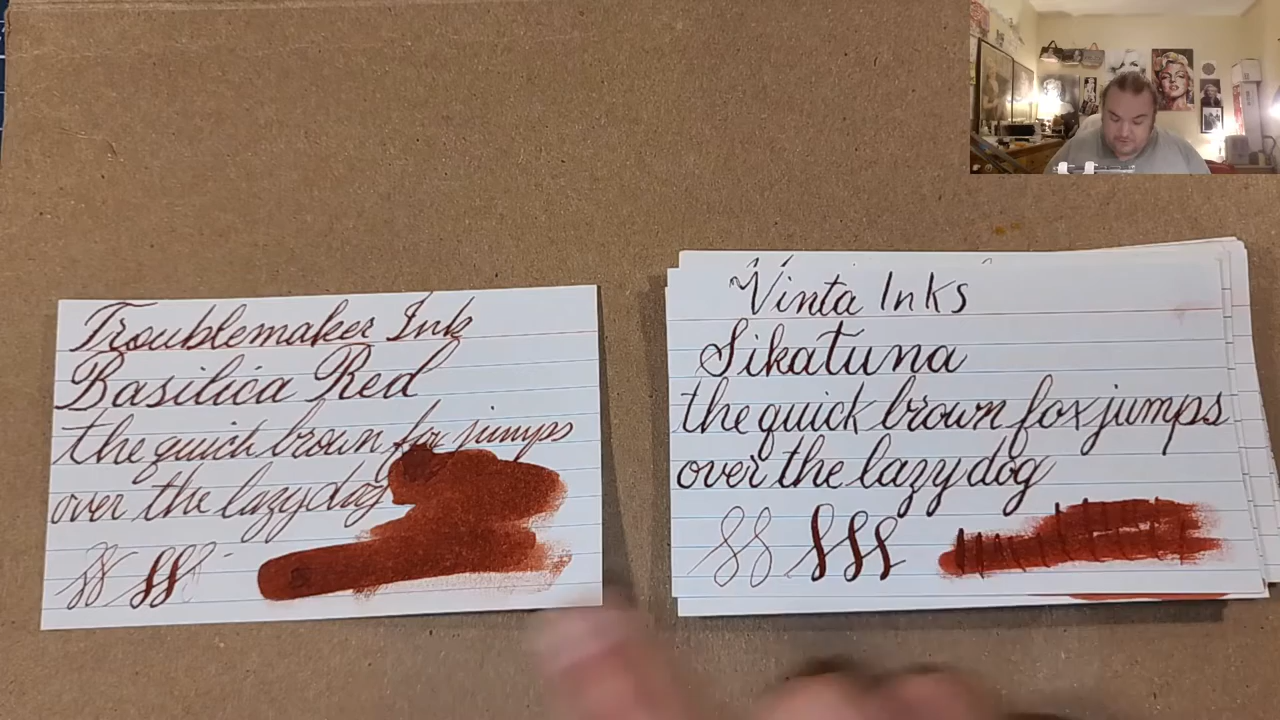 Troublemaker Ink
Basilica Red
the quick brown fox jumps
over the lazy dog
Vinta Inks
Sikatuna
the quick brown fox jumps
over the lazy dog